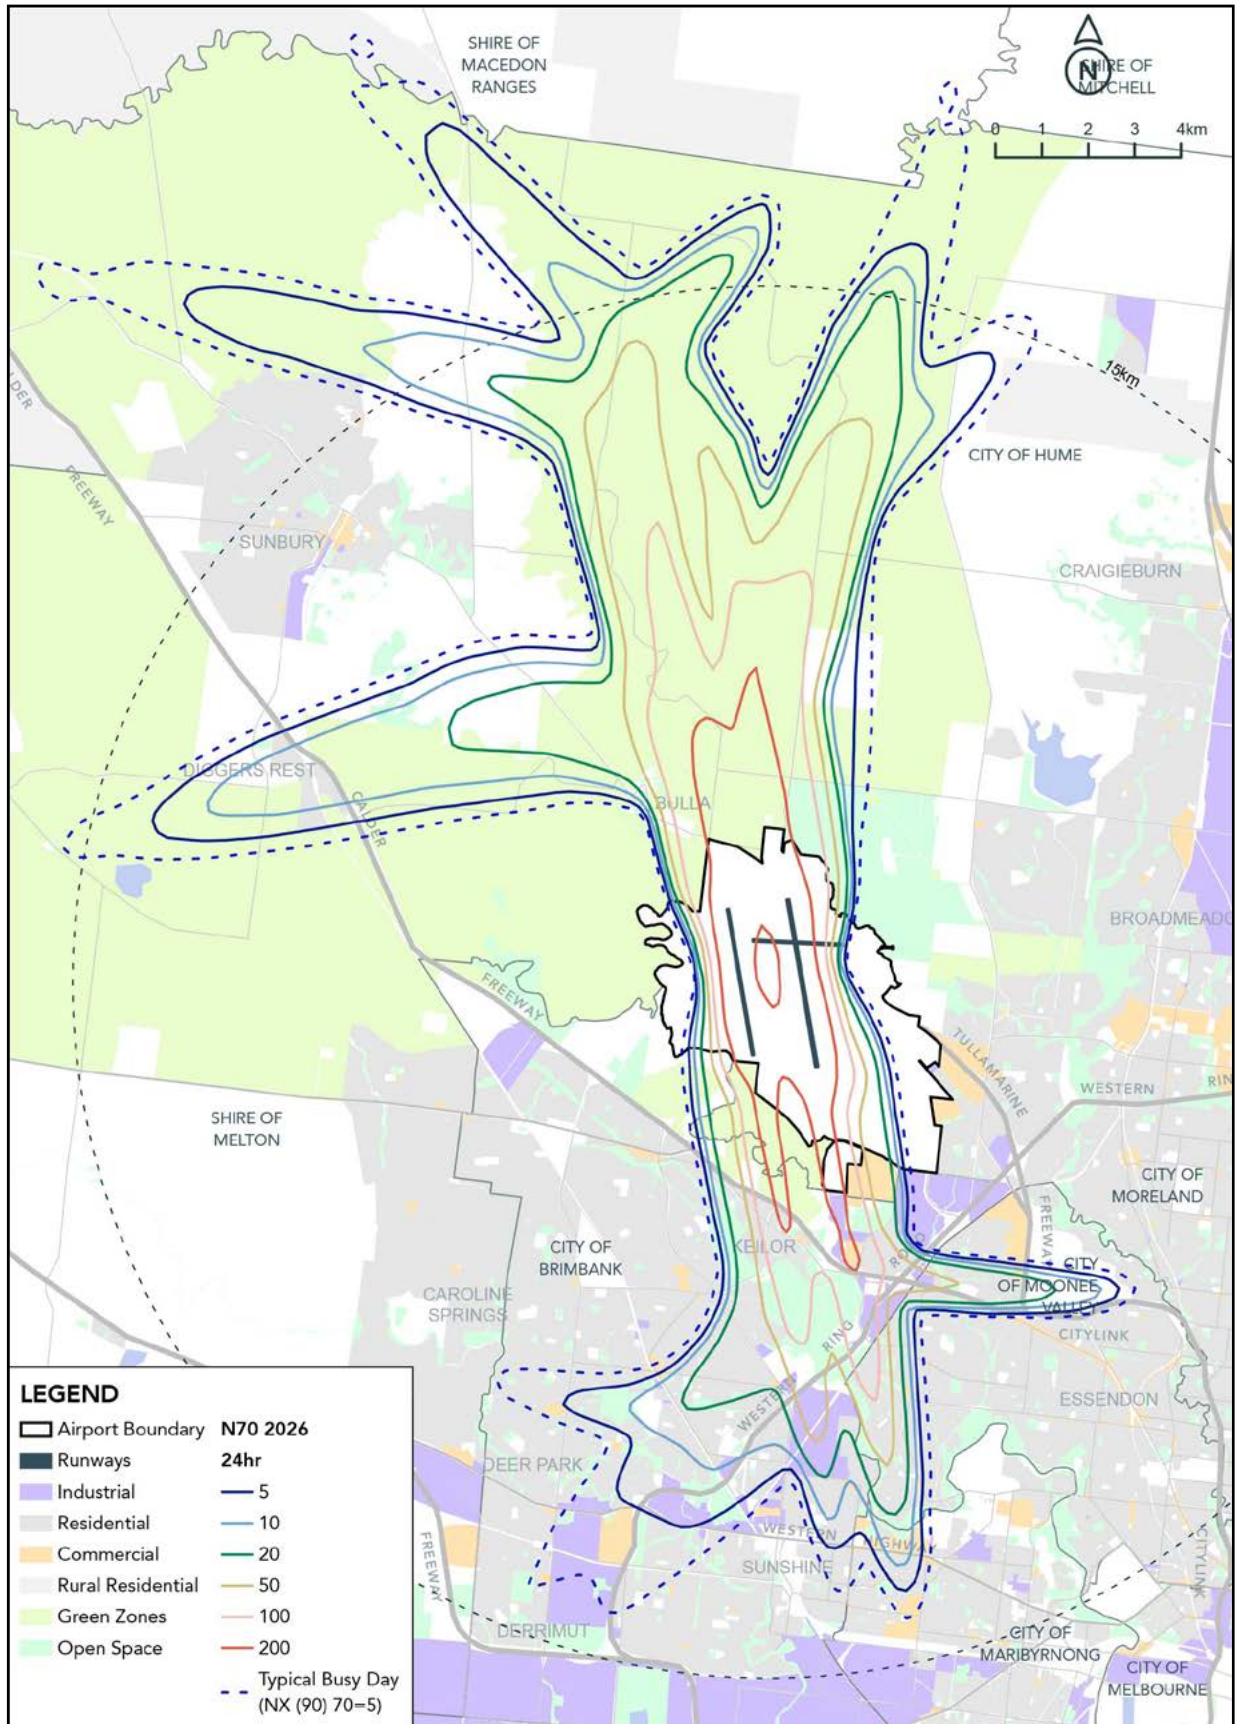 SHIRE OF
MACEDON
RANGES
SHIRE OF
MITCHELL
N
0 1 2 3 4km
15km
CITY OF HUME
FREEWAY
SUNBURY
CRAIGIEBURN
DIGGERS REST
CALDER
BULLA
FREEWAY
BROADMEADO
TULLAMARINE
WESTERN
RIN
SHIRE OF
MELTON
CITY OF
MORELAND
FREEWAY
CITY OF
BRIMBANK
KEILOR
ROAD
CITY
OF MOONEE
VALLEY
CAROLINE
SPRINGS
CITYLINK
RING
WESTERN
ESSENDON
DEER PARK
WESTERN
HIGHWAY
SUNSHINE
CITYLINK
FREEWAY
DERRIMUT
CITY OF
MARIBYRNONG
CITY OF
MELBOURNE
LEGEND
Airport Boundary N70 2026
Runways 24hr
Industrial 5
Residential 10
Commercial 20
Rural Residential 50
Green Zones 100
Open Space 200
Typical Busy Day
(NX (90) 70=5)